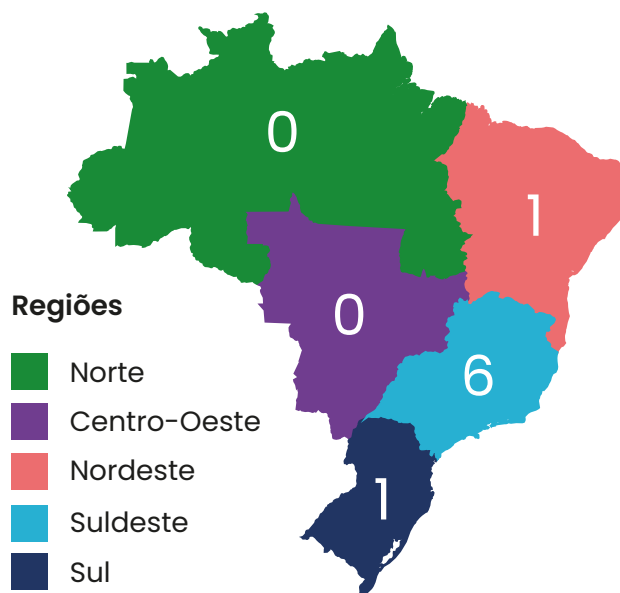 0
1
0
6
1
Regiões
Norte
Centro-Oeste
Nordeste
Suldeste
Sul